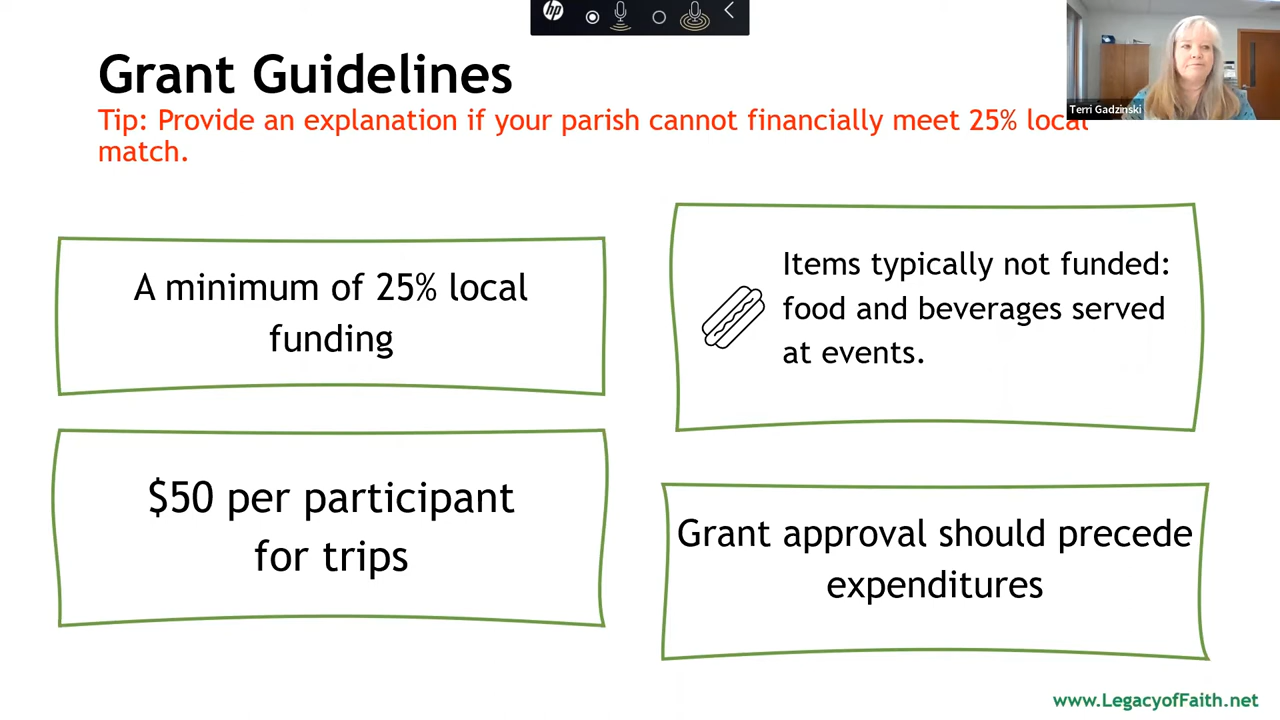 hp
Grant Guidelines
Tip: Provide an explanation if your parish cannot financially meet 25% local
match.
Terri Gadzinski
A minimum of 25% local
funding
Items typically not funded:
food and beverages served
at events.
$50 per participant
for trips
Grant approval should precede
expenditures
www.LegacyofFaith.net